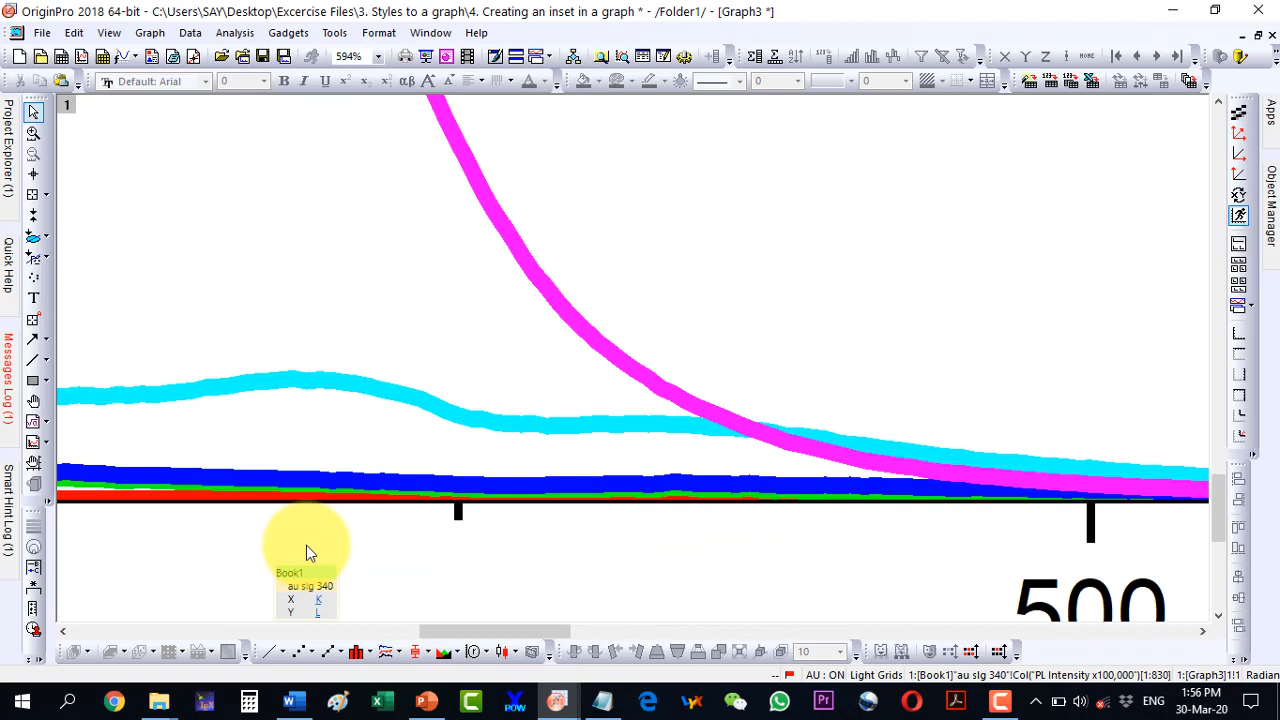 OriginPro 2018 64-bit - C:\Users\SAY\Desktop\Excercise Files\3. Styles to a graph\4. Creating an inset in a graph * - /Folder1/ - [Graph3 *]
File Edit View Graph Data Analysis Gadgets Tools Format Window Help
594%
Default: Arial 0 B I U αβ A A 0 0
1
Project Explorer (1)
Quick Help
Messages Log (1)
Smart Hint Log (1)
Apps
Object Manager
Book1
au slg 340
X K
Y L
500
10
-- AU : ON Light Grids 1:[Book1]"au slg 340"!Col("PL Intensity x100,000")[1:830] 1:[Graph3]1!1 Radian
ENG
1:56 PM
30-Mar-20